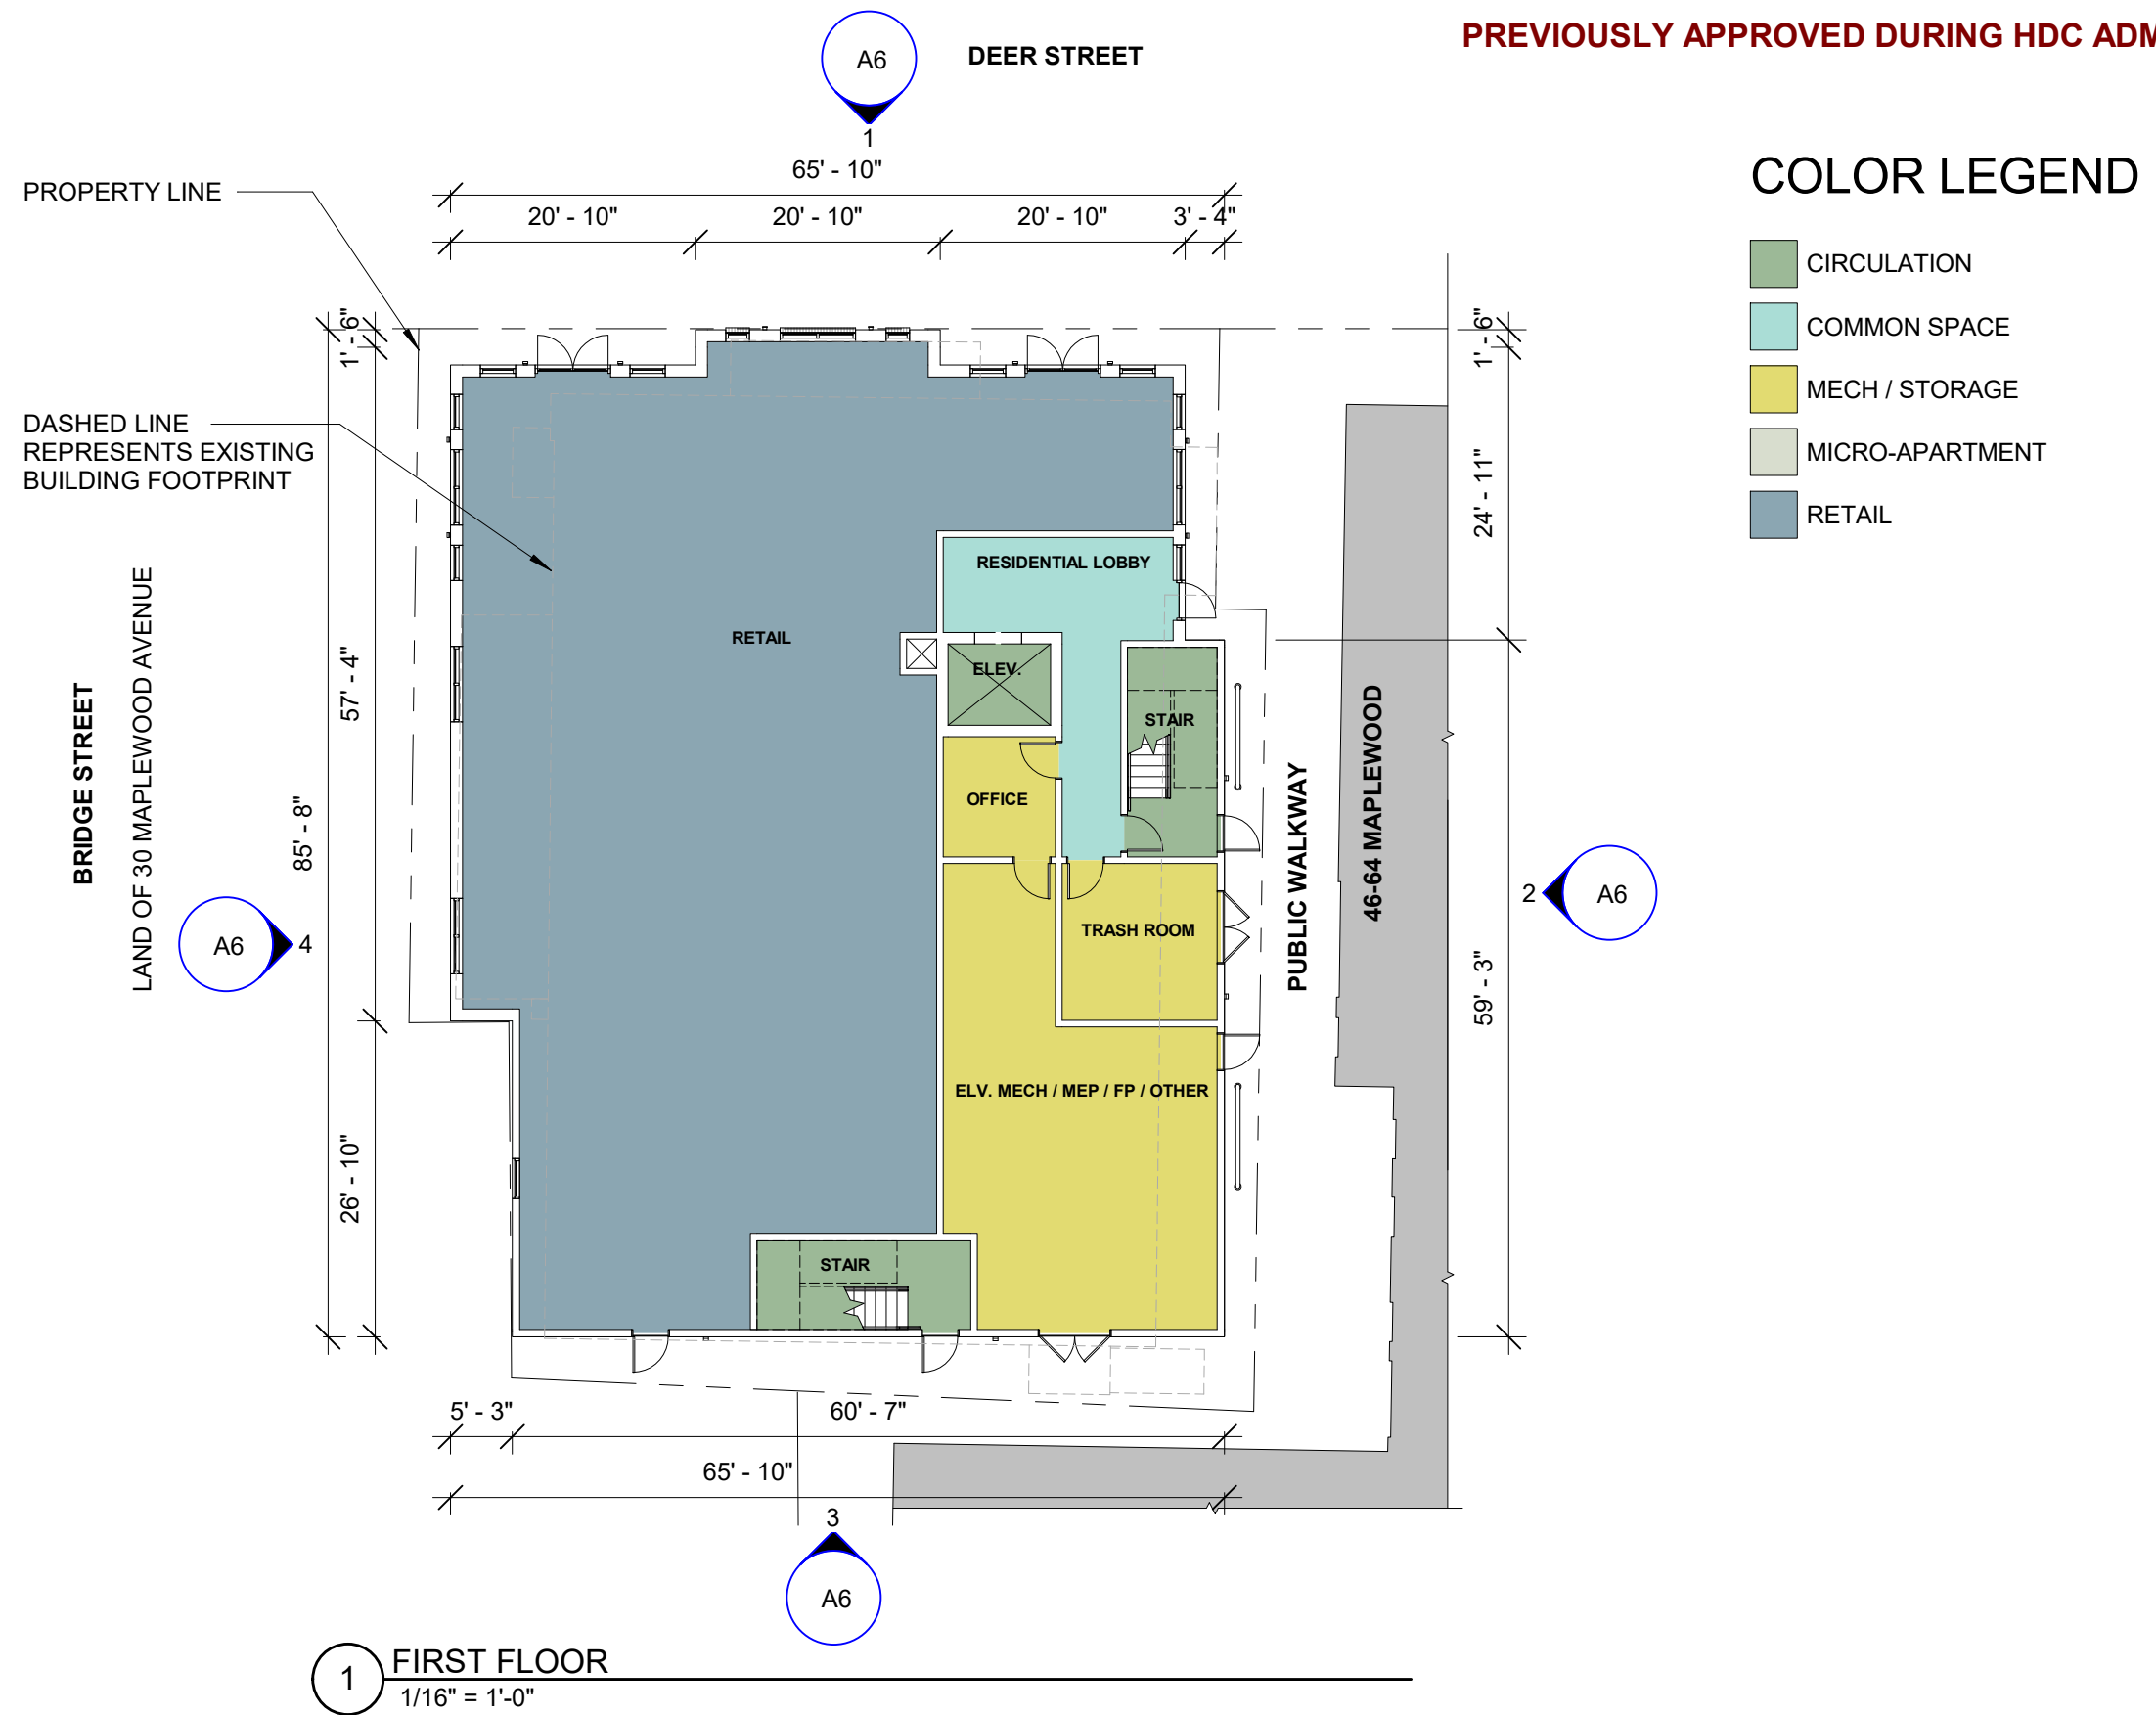 PREVIOUSLY APPROVED DURING HDC ADM
A6
DEER STREET
1
65' - 10"
20' - 10"
20' - 10"
20' - 10"
3' - 4"
PROPERTY LINE
COLOR LEGEND
CIRCULATION
COMMON SPACE
MECH / STORAGE
MICRO-APARTMENT
RETAIL
1' - 6"
1' - 6"
DASHED LINE
REPRESENTS EXISTING
BUILDING FOOTPRINT
24' - 11"
RESIDENTIAL LOBBY
RETAIL
ELEV.
STAIR
OFFICE
TRASH ROOM
ELV. MECH / MEP / FP / OTHER
STAIR
BRIDGE STREET
LAND OF 30 MAPLEWOOD AVENUE
57' - 4"
85' - 8"
26' - 10"
A6
4
PUBLIC WALKWAY
46-64 MAPLEWOOD
59' - 3"
2
A6
5' - 3"
60' - 7"
65' - 10"
3
A6
1
FIRST FLOOR
1/16" = 1'-0"